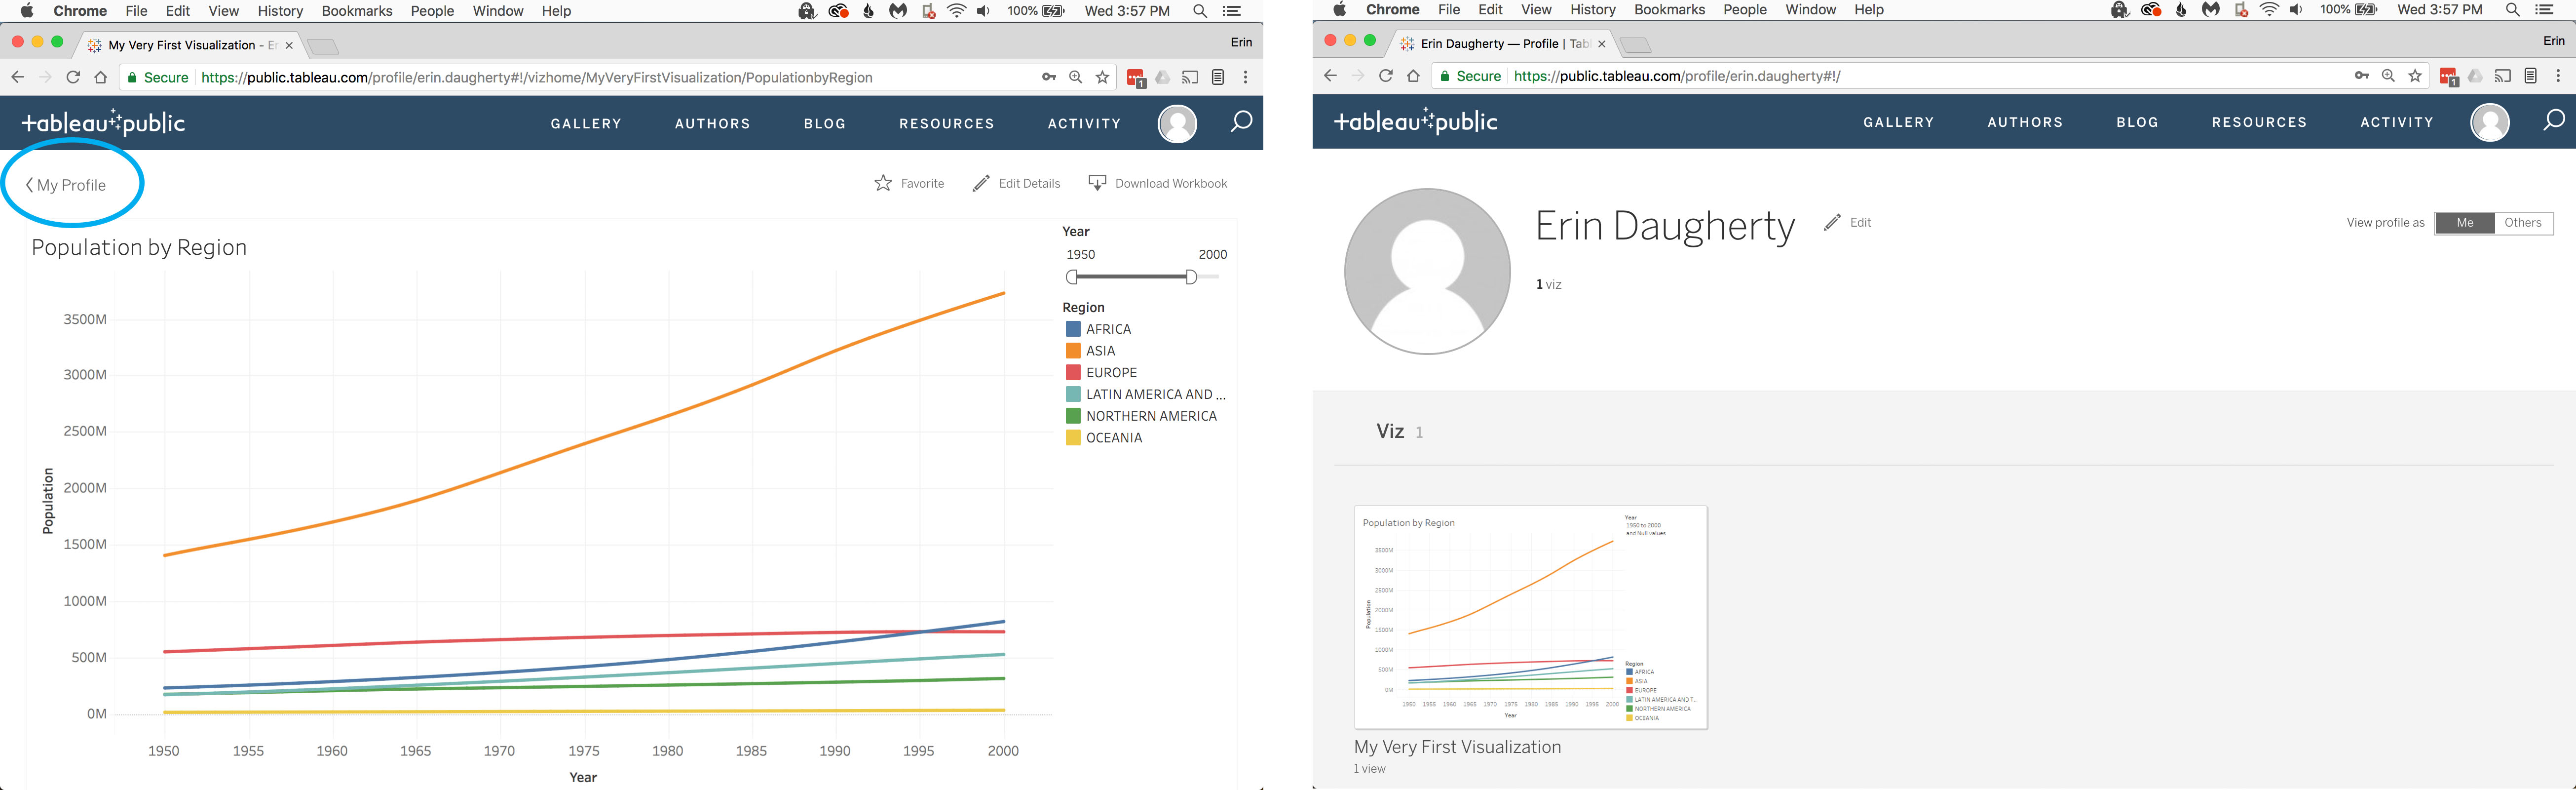 Chrome File Edit View History Bookmarks People Window Help 100% Wed 3:57 PM
My Very First Visualization - Er
Erin
Secure https://public.tableau.com/profile/erin.daugherty#!/vizhome/MyVeryFirstVisualization/PopulationbyRegion
1
tableau public GALLERY AUTHORS BLOG RESOURCES ACTIVITY
My Profile Favorite Edit Details Download Workbook
Population by Region
Year
1950 2000
Region
AFRICA
ASIA
EUROPE
LATIN AMERICA AND ...
NORTHERN AMERICA
OCEANIA
Population
3500M
3000M
2500M
2000M
1500M
1000M
500M
0M
1950 1955 1960 1965 1970 1975 1980 1985 1990 1995 2000
Year
Chrome File Edit View History Bookmarks People Window Help 100% Wed 3:57 PM
Erin Daugherty — Profile | Tabl
Erin
Secure https://public.tableau.com/profile/erin.daugherty#!/
1
tableau public GALLERY AUTHORS BLOG RESOURCES ACTIVITY
Erin Daugherty Edit View profile as Me Others
1 viz
Viz 1
Population by Region
Year
1950 to 2000
and Null values
Population
3500M
3000M
2500M
2000M
1500M
1000M
500M
0M
1950 1955 1960 1965 1970 1975 1980 1985 1990 1995 2000
Year
Region
AFRICA
ASIA
EUROPE
LATIN AMERICA AND T...
NORTHERN AMERICA
OCEANIA
My Very First Visualization
1 view